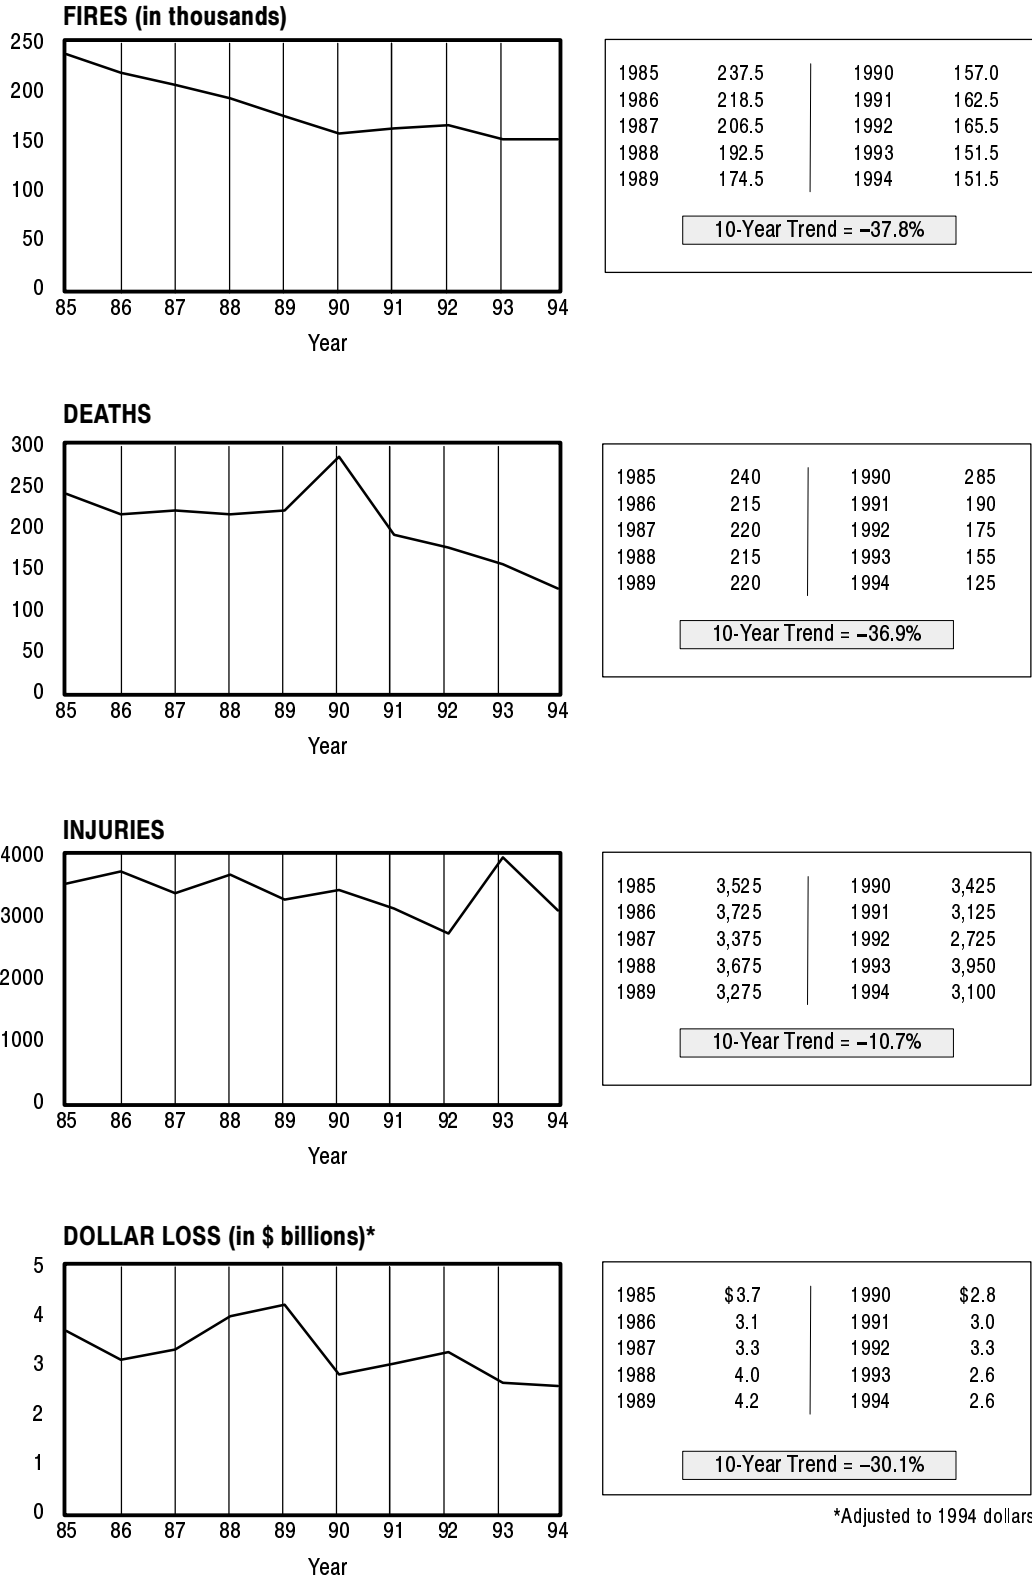 FIRES (in thousands)
250
200
150
100
50
0
85 86 87 88 89 90 91 92 93 94
Year
1985 237.5 1990 157.0
1986 218.5 1991 162.5
1987 206.5 1992 165.5
1988 192.5 1993 151.5
1989 174.5 1994 151.5
10-Year Trend = –37.8%
DEATHS
300
250
200
150
100
50
0
85 86 87 88 89 90 91 92 93 94
Year
1985 240 1990 285
1986 215 1991 190
1987 220 1992 175
1988 215 1993 155
1989 220 1994 125
10-Year Trend = –36.9%
INJURIES
4000
3000
2000
1000
0
85 86 87 88 89 90 91 92 93 94
Year
1985 3,525 1990 3,425
1986 3,725 1991 3,125
1987 3,375 1992 2,725
1988 3,675 1993 3,950
1989 3,275 1994 3,100
10-Year Trend = –10.7%
DOLLAR LOSS (in $ billions)*
5
4
3
2
1
0
85 86 87 88 89 90 91 92 93 94
Year
1985 $3.7 1990 $2.8
1986 3.1 1991 3.0
1987 3.3 1992 3.3
1988 4.0 1993 2.6
1989 4.2 1994 2.6
10-Year Trend = –30.1%
*Adjusted to 1994 dollars